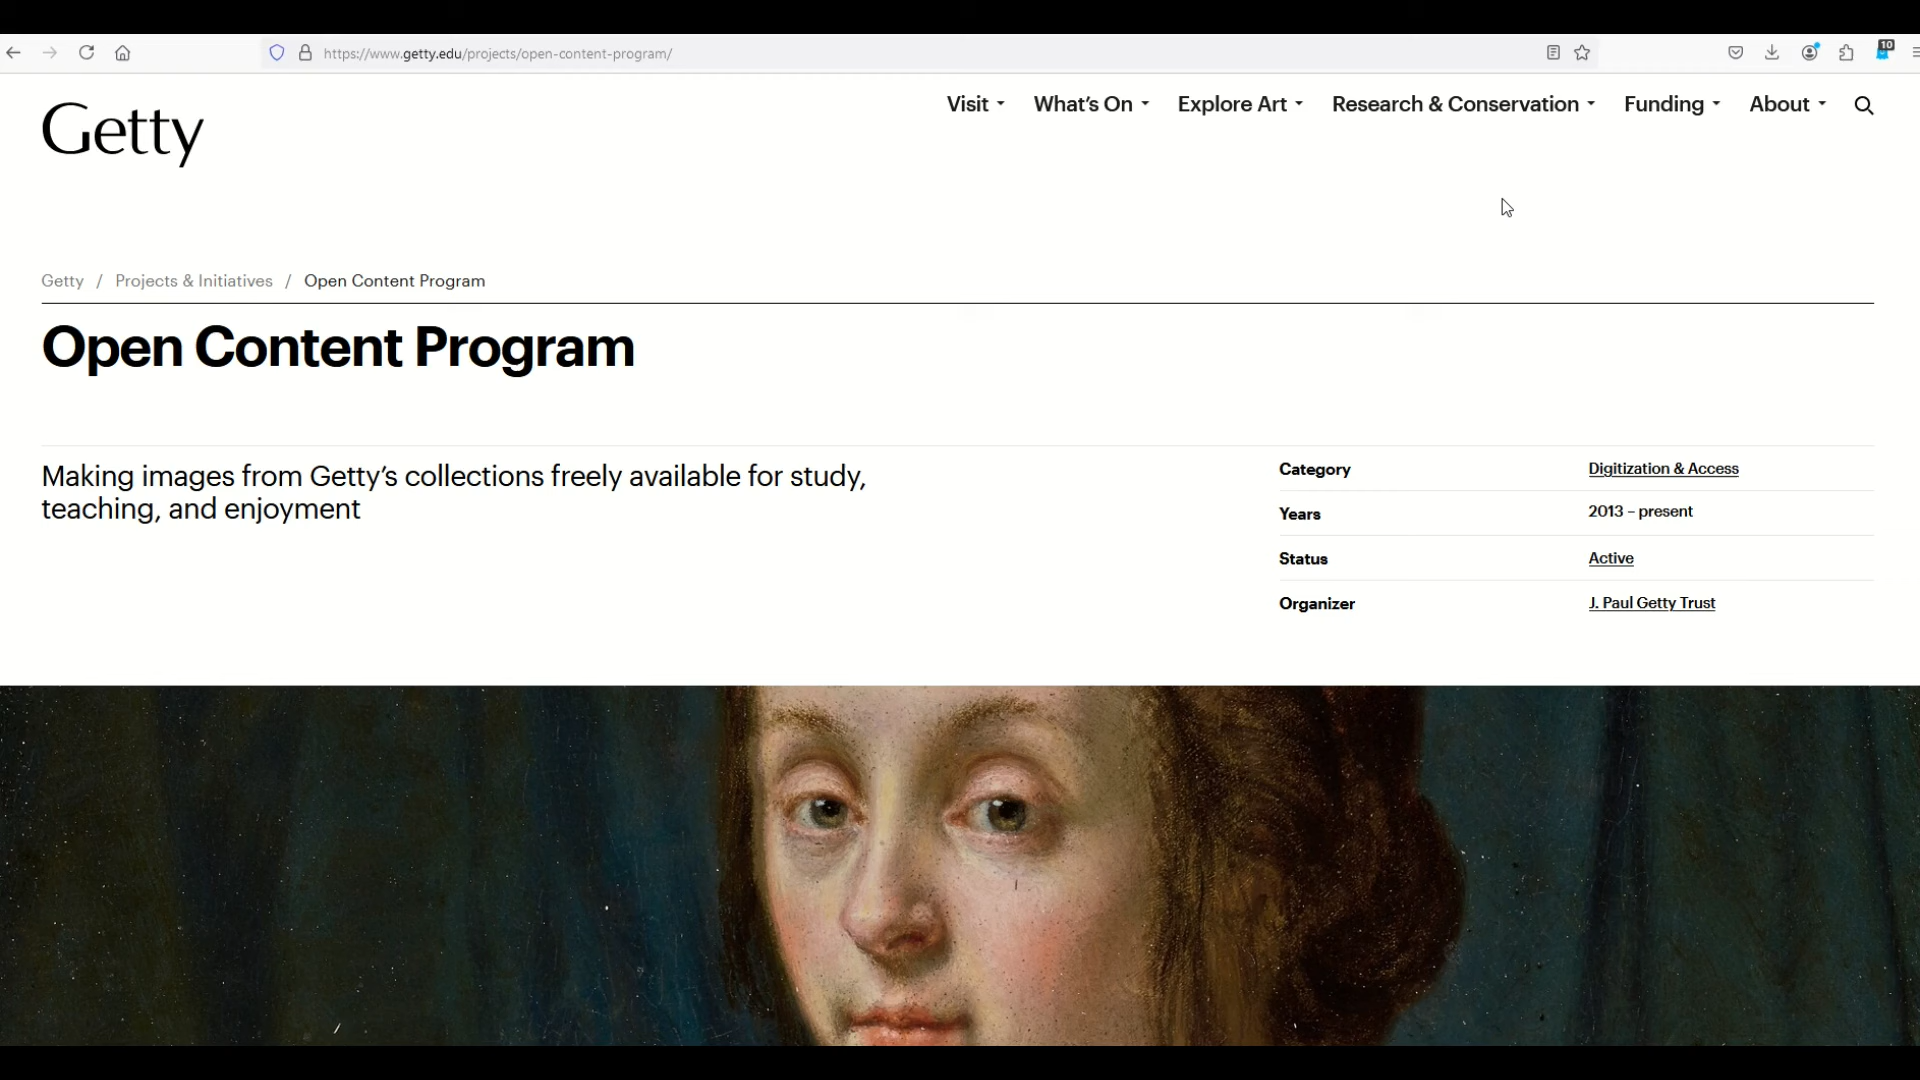 https://www.getty.edu/projects/open-content-program/
10
Getty
Visit What's On Explore Art Research & Conservation Funding About
Getty / Projects & Initiatives / Open Content Program
Open Content Program
Making images from Getty’s collections freely available for study,
teaching, and enjoyment
Category Digitization & Access
Years 2013 – present
Status Active
Organizer J. Paul Getty Trust